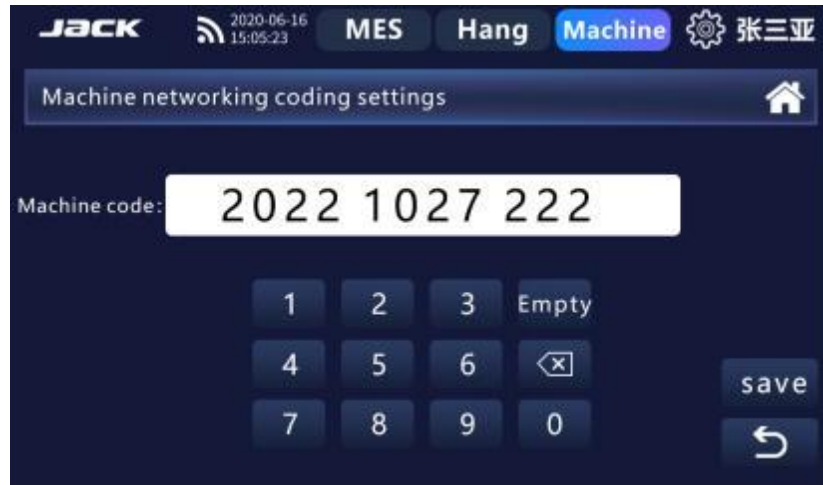 JACK 2020-06-16 MES Hang Machine 张三亚
15:05:23
Machine networking coding settings
Machine code: 2022 1027 222
1 2 3 Empty
4 5 6
save
7 8 9 0